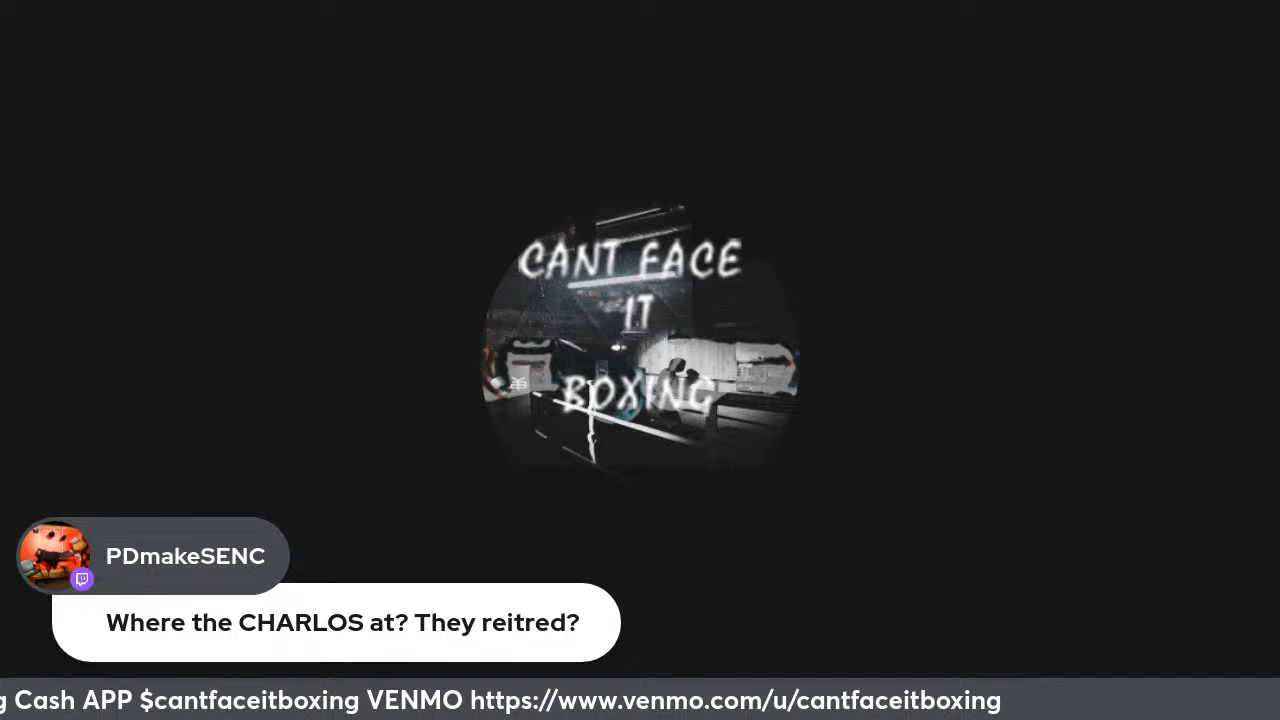 CANT FACE
IT
BOXING
PDmakeSENC
Where the CHARLOS at? They reitred?
g Cash APP $cantfaceitboxing VENMO https://www.venmo.com/u/cantfaceitboxing